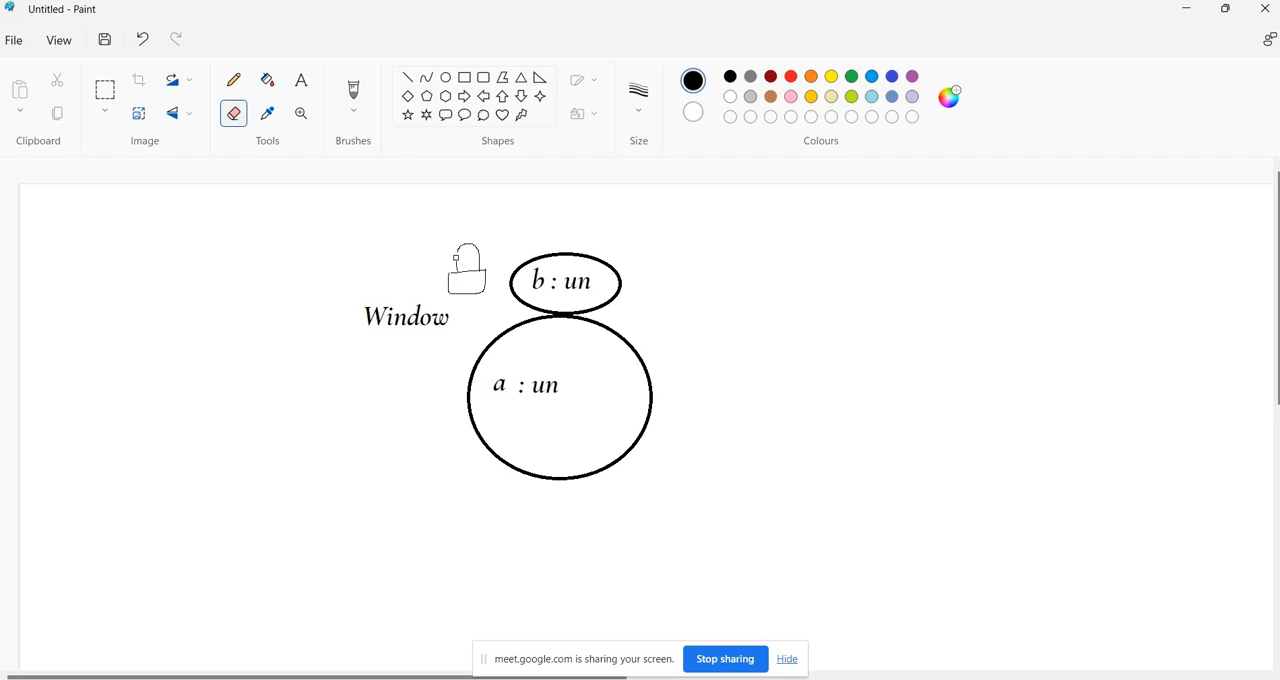 Untitled - Paint
File View
Clipboard
Image
Tools
Brushes
Shapes
Size
Colours
b : un
Window
a : un
meet.google.com is sharing your screen. Stop sharing Hide